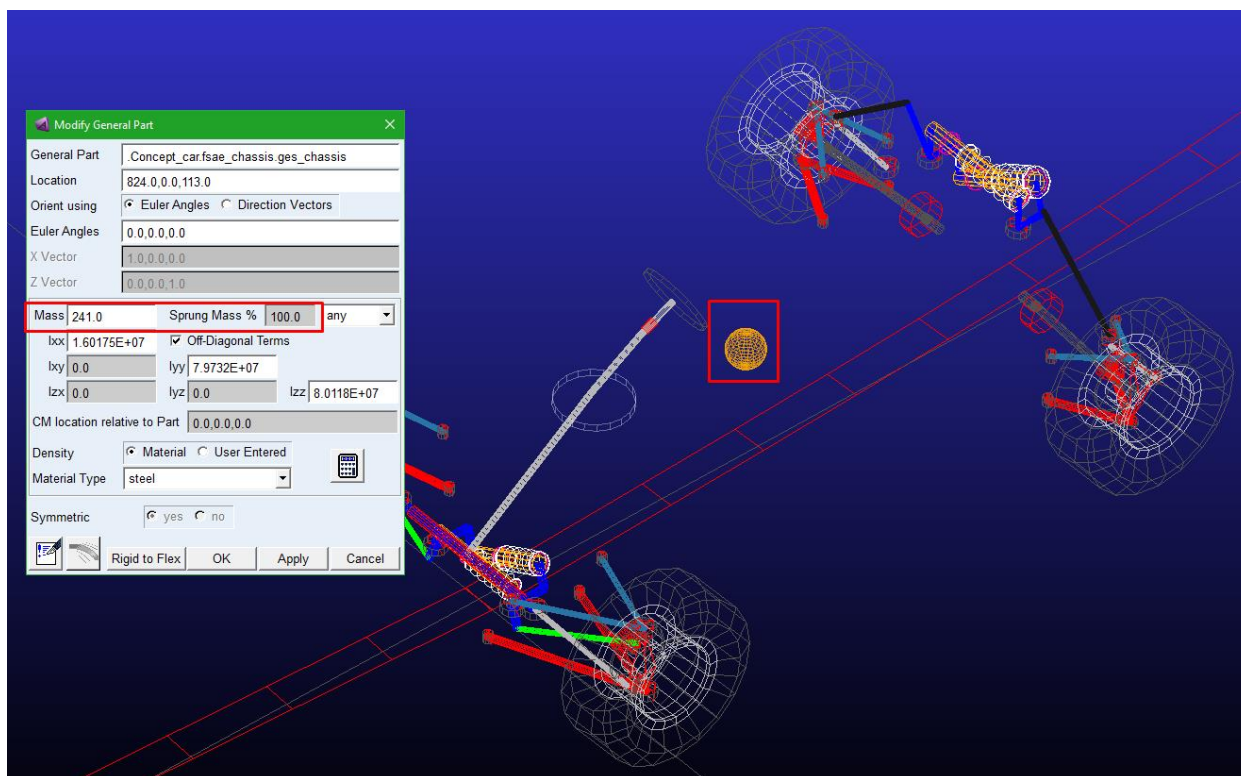 Modify General Part
General Part .Concept_car.fsae_chassis.ges_chassis
Location 824.0,0.0,113.0
Orient using Euler Angles Direction Vectors
Euler Angles 0.0,0.0,0.0
X Vector 1.0,0.0,0.0
Z Vector 0.0,0.0,1.0
Mass 241.0 Sprung Mass % 100.0 any
Ixx 1.60175E+07 Off-Diagonal Terms
Ixy 0.0 Iyy 7.9732E+07
Izx 0.0 Iyz 0.0 Izz 8.0118E+07
CM location relative to Part 0.0,0.0,0.0
Density Material User Entered
Material Type steel
Symmetric yes no
Rigid to Flex OK Apply Cancel